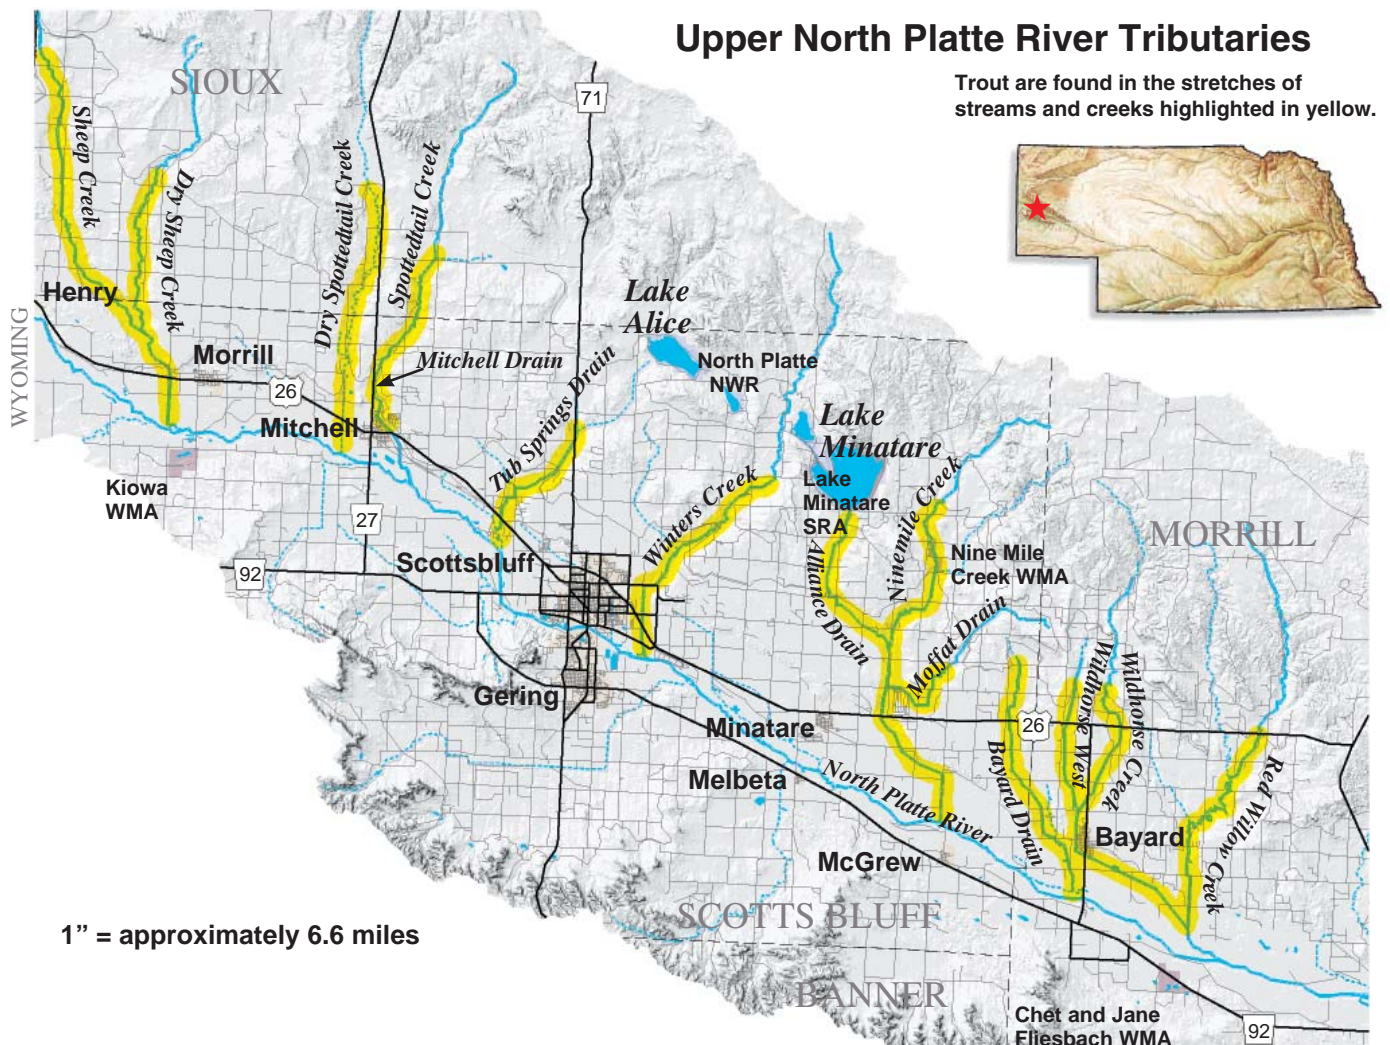 Upper North Platte River Tributaries
Trout are found in the stretches of
streams and creeks highlighted in yellow.
SIOUX
71
Sheep Creek
Dry Sheep Creek
Dry Spottedtail Creek
Spottedtail Creek
WYOMING
Henry
Morrill
26
Mitchell Drain
Mitchell
Lake
Alice
North Platte
NWR
Tub Springs Drain
Lake
Minatare
Lake
Minatare
SRA
Kiowa
WMA
27
Winters Creek
Ninemile Creek
Nine Mile
Creek WMA
MORRILL
92
Scottsbluff
Alliance Drain
Moffat Drain
Gering
Minatare
Melbeta
North Platte River
26
Bayard Drain
Wildhorse West
Wildhorse Creek
Bayard
Red Willow Creek
McGrew
SCOTTS BLUFF
1” = approximately 6.6 miles
BANNER
Chet and Jane
Fliesbach WMA
92